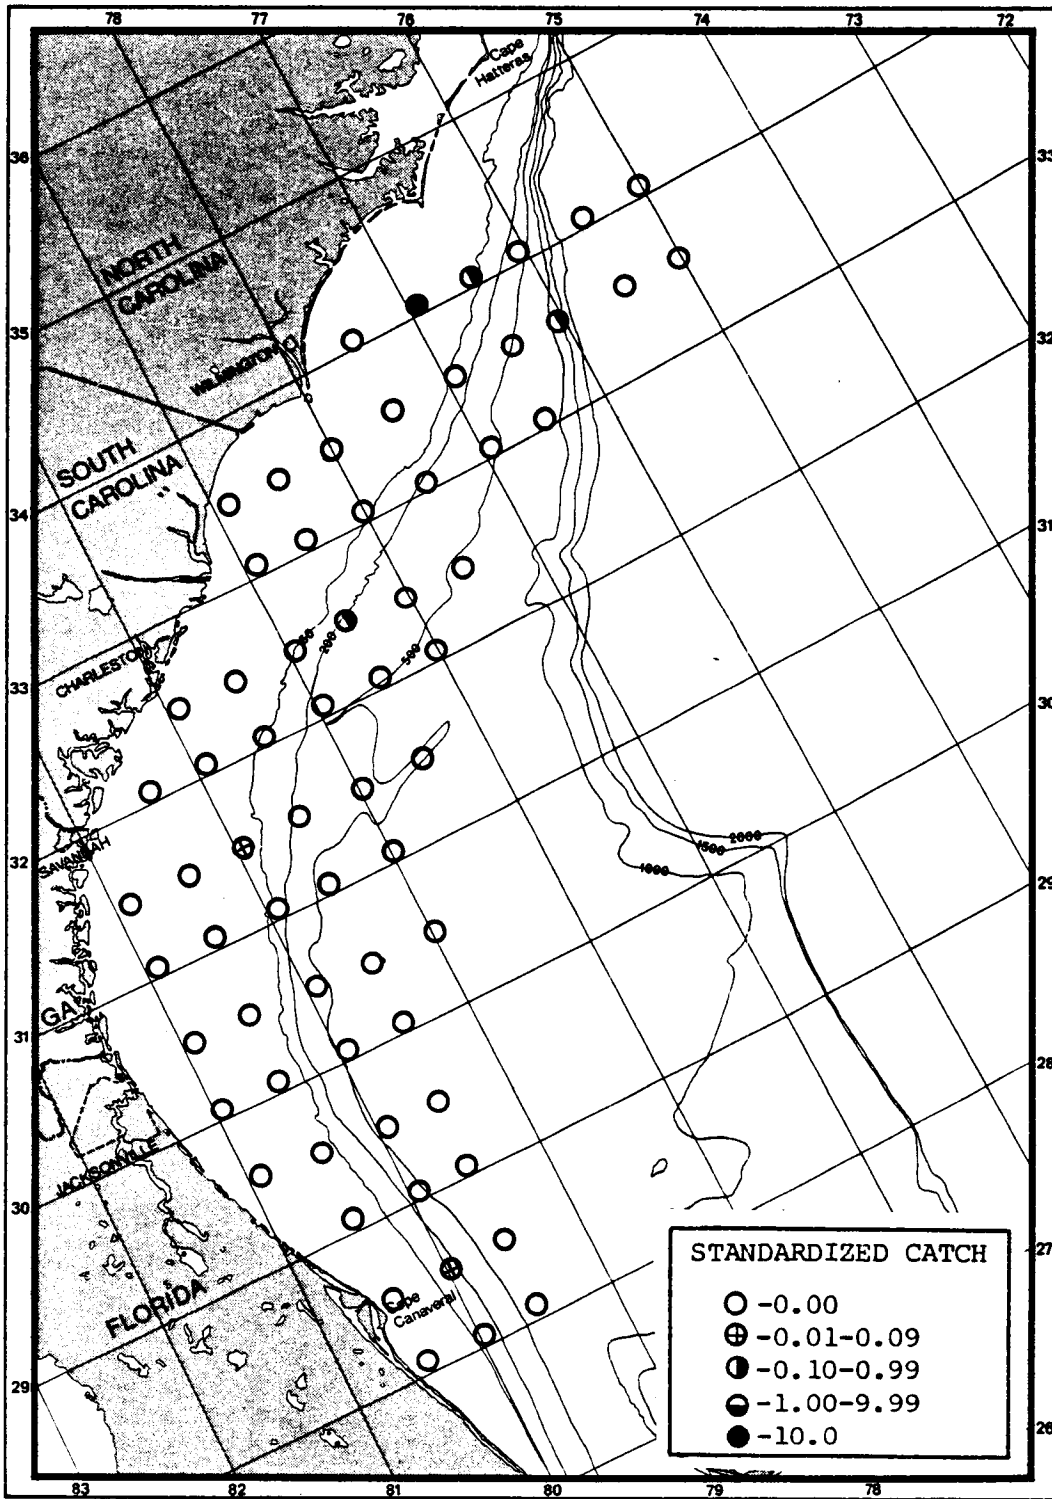 78 77 76 75 74 73 72
Cape
Hatteras
36
33
NORTH
CAROLINA
35
32
WILMINGTON
SOUTH
CAROLINA
34
31
CHARLESTON
60
200
500
33
30
SAVANNAH
32
1000
1500
2000
29
GA
31
28
JACKSONVILLE
30
27
FLORIDA
Cape
Canaveral
29
26
STANDARDIZED CATCH
-0.00
-0.01-0.09
-0.10-0.99
-1.00-9.99
-10.0
83 82 81 80 79 78